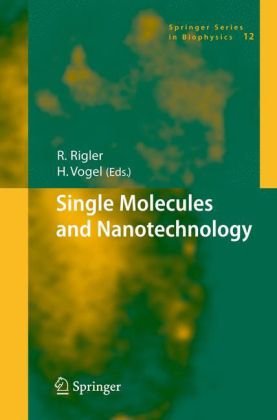 Springer Series
in Biophysics 12
R. Rigler
H. Vogel (Eds.)
Single Molecules
and Nanotechnology
Springer